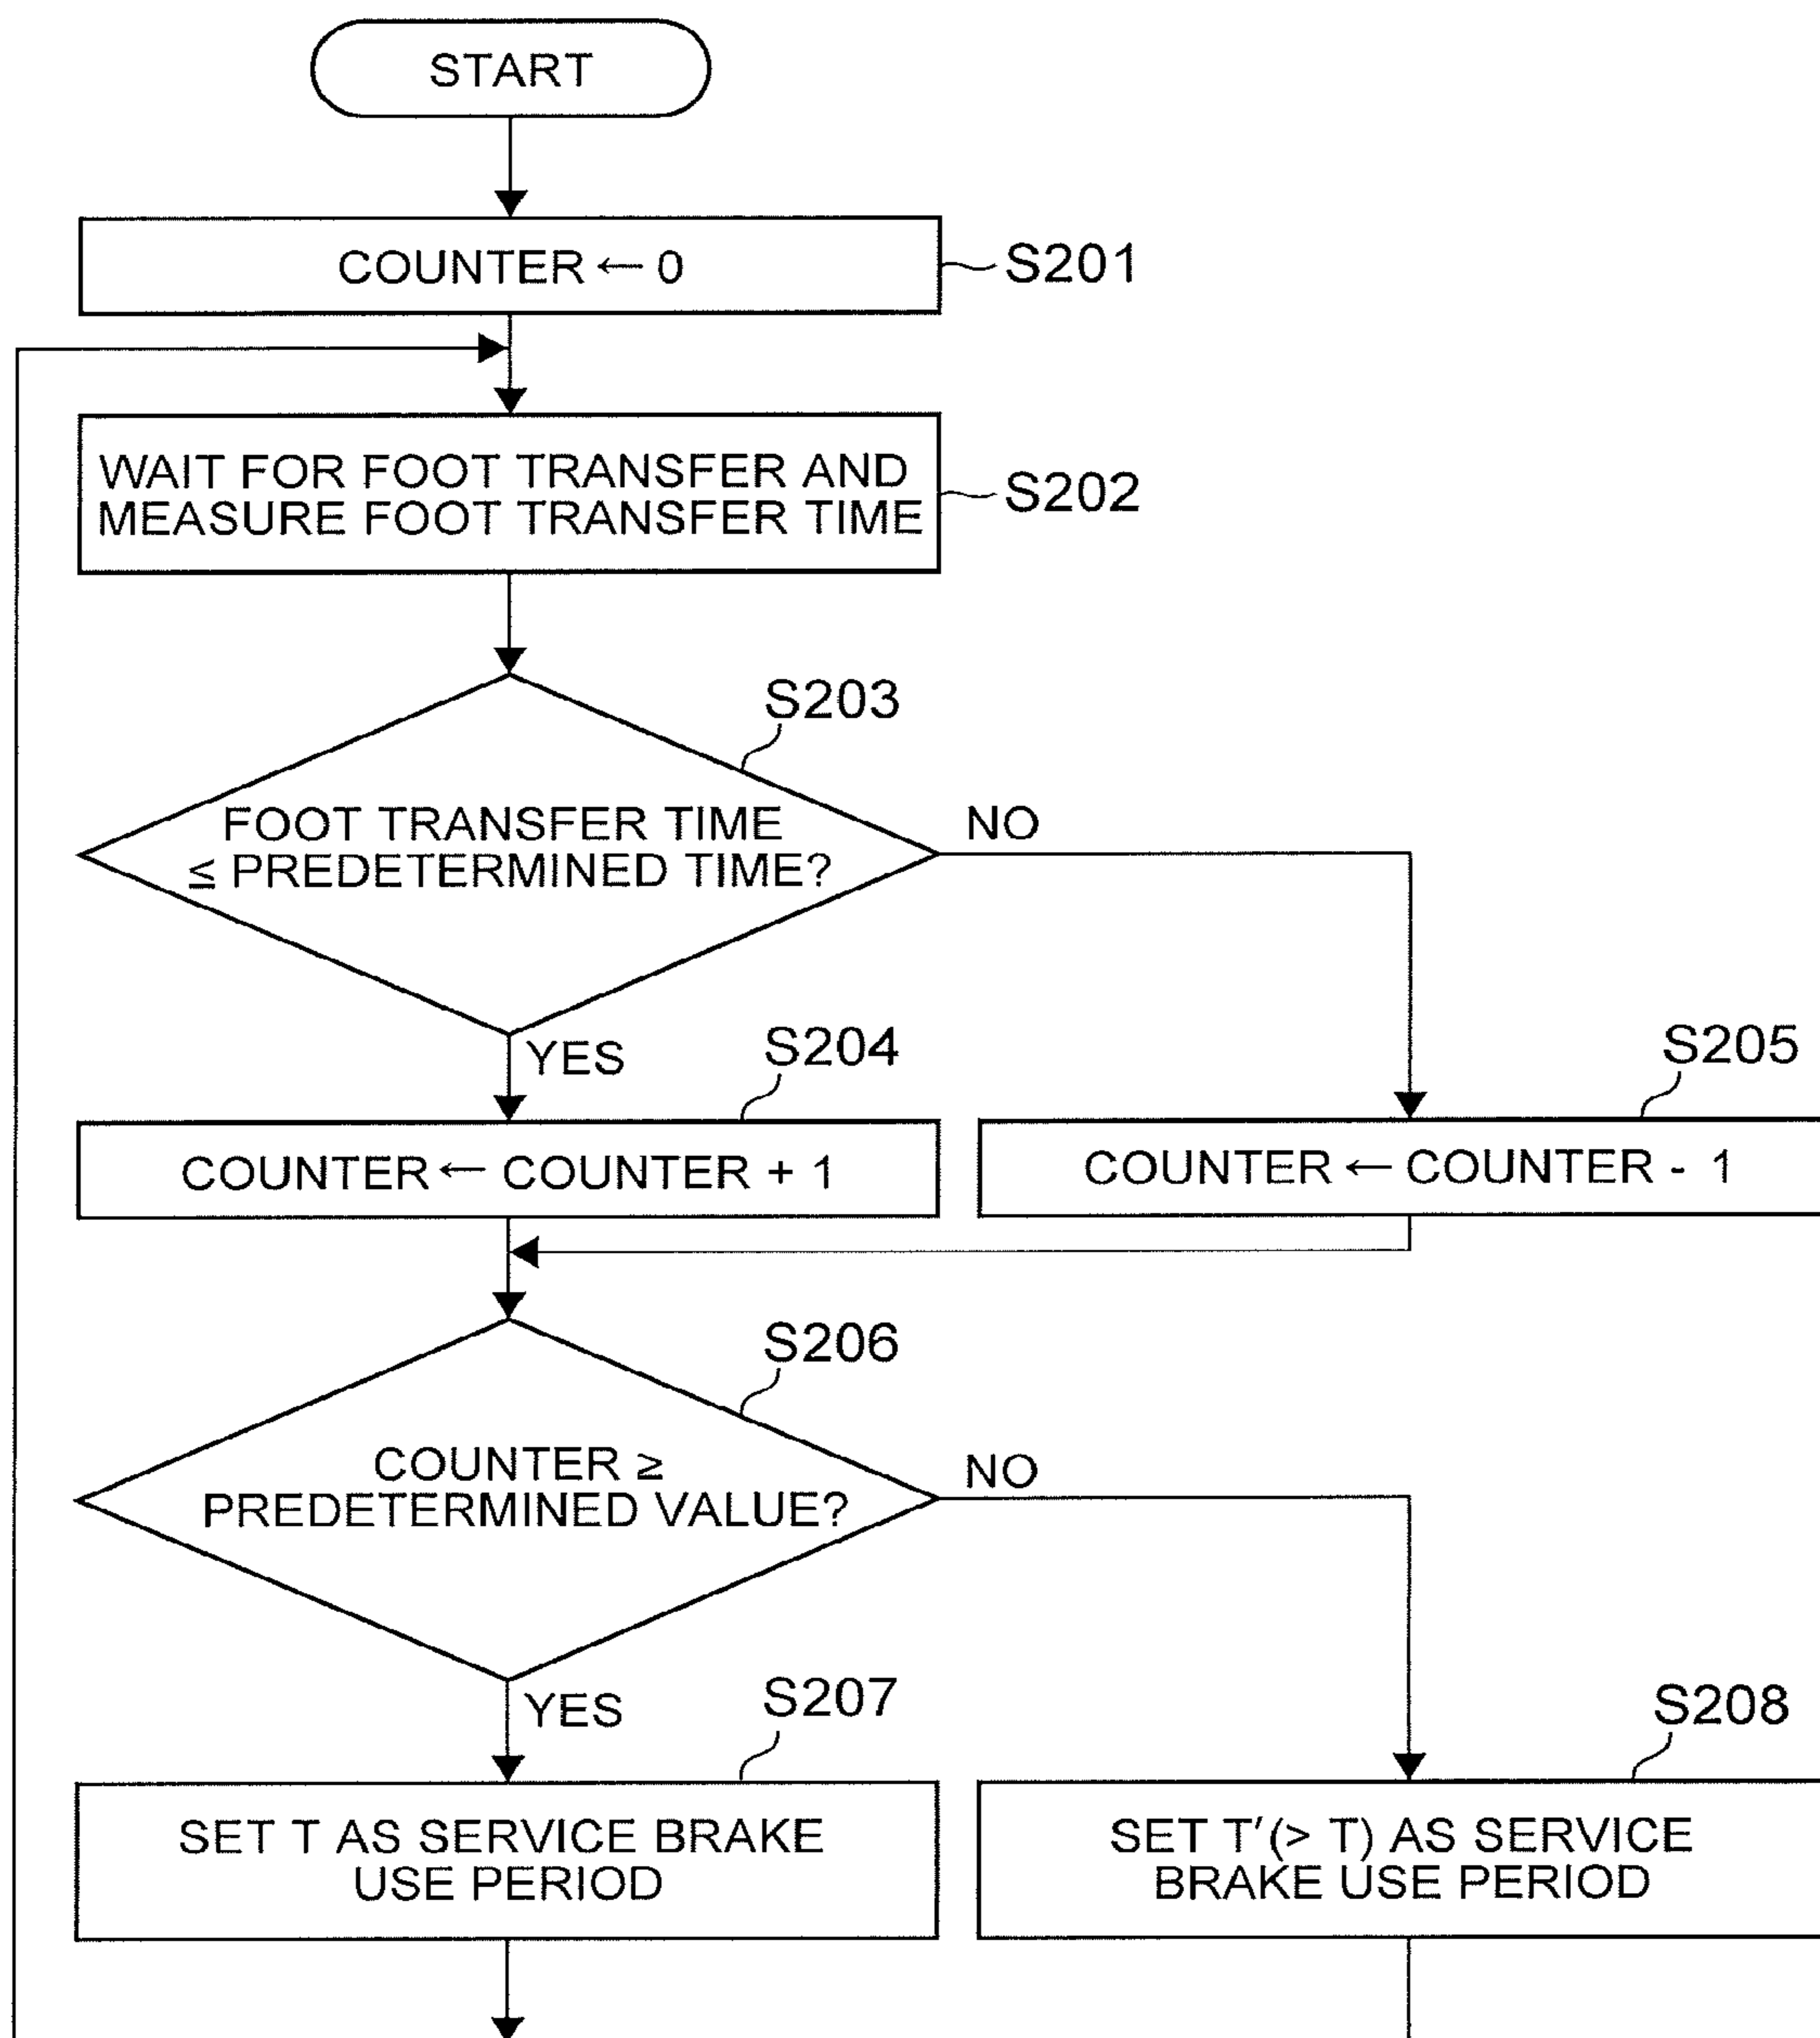 START
COUNTER ← 0
S201
WAIT FOR FOOT TRANSFER AND
MEASURE FOOT TRANSFER TIME
S202
S203
FOOT TRANSFER TIME
≤ PREDETERMINED TIME?
NO
YES
S204
S205
COUNTER ← COUNTER + 1
COUNTER ← COUNTER - 1
S206
COUNTER ≥
PREDETERMINED VALUE?
NO
YES
S207
S208
SET T AS SERVICE BRAKE
USE PERIOD
SET T′(> T) AS SERVICE
BRAKE USE PERIOD